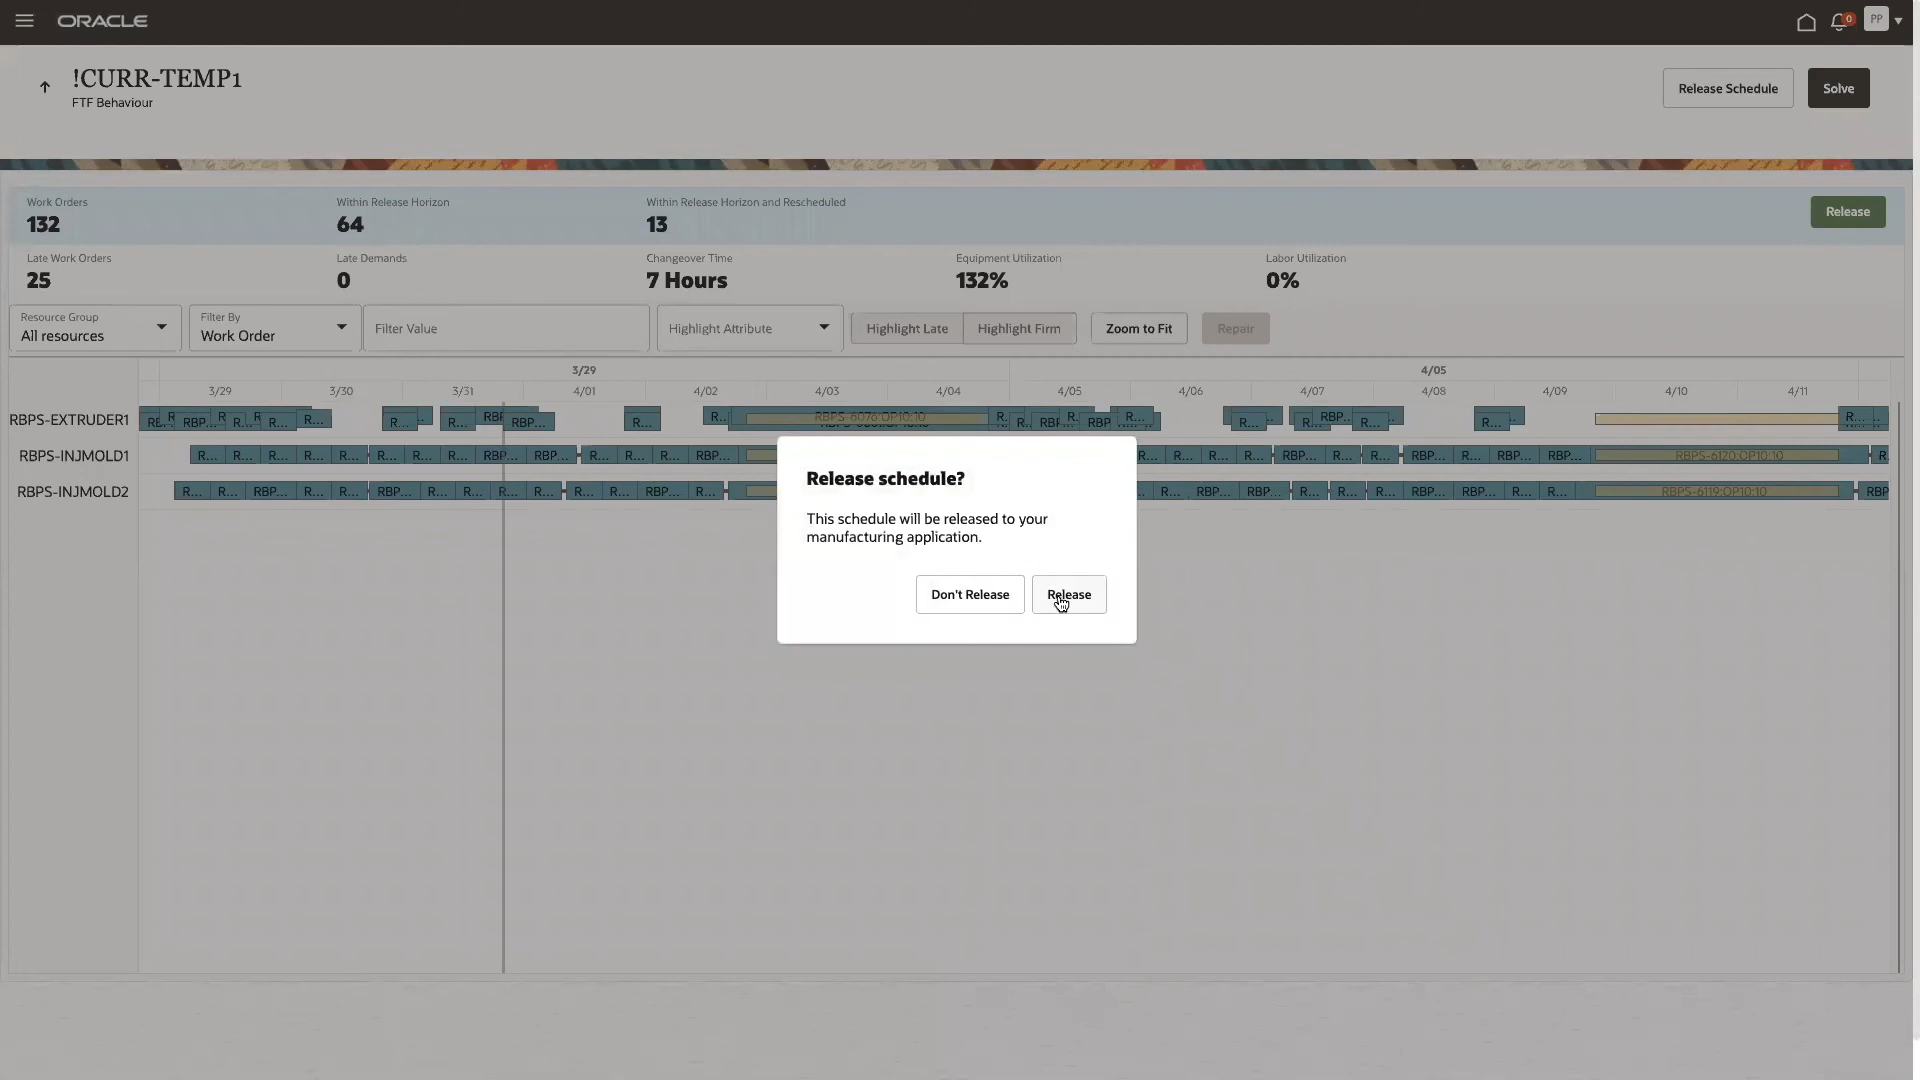 ORACLE
0
PP
!CURR-TEMP1
FTF Behaviour
Release Schedule
Solve
Work Orders
132
Within Release Horizon
64
Within Release Horizon and Rescheduled
13
Release
Late Work Orders
25
Late Demands
0
Changeover Time
7 Hours
Equipment Utilization
132%
Labor Utilization
0%
Resource Group
All resources
Filter By
Work Order
Filter Value
Highlight Attribute
Highlight Late
Highlight Firm
Zoom to Fit
Repair
3/29 4/05
3/29 3/30 3/31 4/01 4/02 4/03 4/04 4/05 4/06 4/07 4/08 4/09 4/10 4/11
RBPS-EXTRUDER1
RBPS-6076:OP10:10
RBPS-INJMOLD1
RBPS-6120:OP10:10
RBPS-INJMOLD2
RBPS-6119:OP10:10
Release schedule?
This schedule will be released to your
manufacturing application.
Don't Release
Release